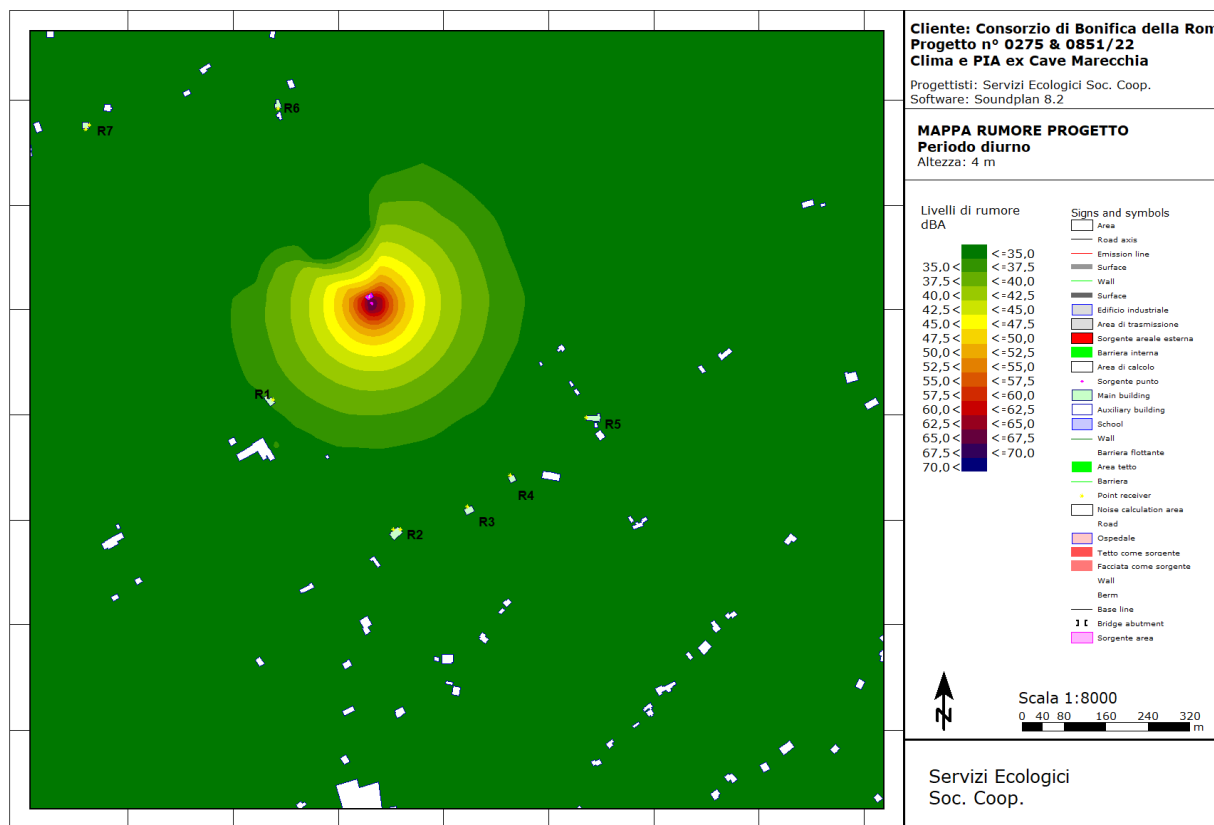 Cliente: Consorzio di Bonifica della Rom
Progetto n° 0275 & 0851/22
Clima e PIA ex Cave Marecchia
Progettisti: Servizi Ecologici Soc. Coop.
Software: Soundplan 8.2
MAPPA RUMORE PROGETTO
Periodo diurno
Altezza: 4 m
Livelli di rumore
dBA
<=35,0
35,0< <=37,5
37,5< <=40,0
40,0< <=42,5
42,5< <=45,0
45,0< <=47,5
47,5< <=50,0
50,0< <=52,5
52,5< <=55,0
55,0< <=57,5
57,5< <=60,0
60,0< <=62,5
62,5< <=65,0
65,0< <=67,5
67,5< <=70,0
70,0<
Signs and symbols
Area
Road axis
Emission line
Surface
Wall
Surface
Edificio industriale
Area di trasmissione
Sorgente areale esterna
Barriera interna
Area di calcolo
Sorgente punto
Main building
Auxiliary building
School
Wall
Barriera flottante
Area tetto
Barriera
Point receiver
Noise calculation area
Road
Ospedale
Tetto come sorgente
Facciata come sorgente
Wall
Berm
Base line
Bridge abutment
Sorgente area
R6
R7
R1
R5
R4
R3
R2
N
Scala 1:8000
0 40 80 160 240 320
m
Servizi Ecologici
Soc. Coop.